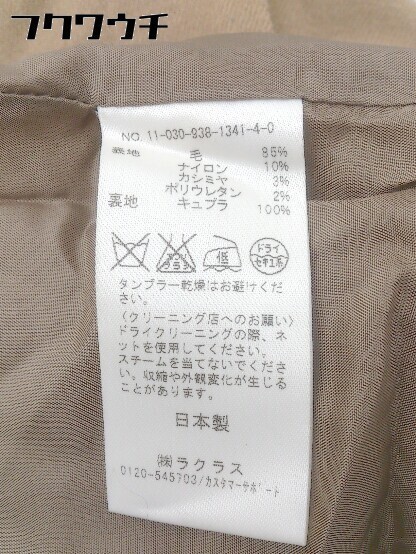 フクワウチ
NO. 11-030-938-1341-4-0
表地 毛 85%
ナイロン 10%
カシミヤ 3%
ポリウレタン 2%
裏地 キュプラ 100%
エンソサラシ 低 ドライ セキユ系
タンブラー乾燥はお避けくだ
さい。
〈クリーニング店へのお願い〉
ドライクリーニングの際、ネ
ットを使用してください。
スチームを当てないでくださ
い。収縮や外観変化が生じる
ことがあります。
日本製
㈱ラクラス
0120-545703/カスタマーサポート